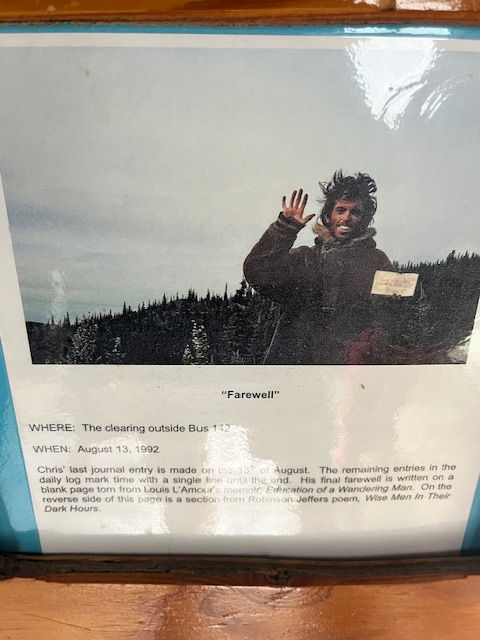 "Farewell"
WHERE: The clearing outside Bus 142
WHEN: August 13, 1992
Chris' last journal entry is made on the 13th of August. The remaining entries in the
daily log mark time with a single line until the end. His final farewell is written on a
blank page torn from Louis L'Amour's memoir, Education of a Wandering Man. On the
reverse side of this page is a section from Robinson Jeffers poem, Wise Men In Their
Dark Hours.